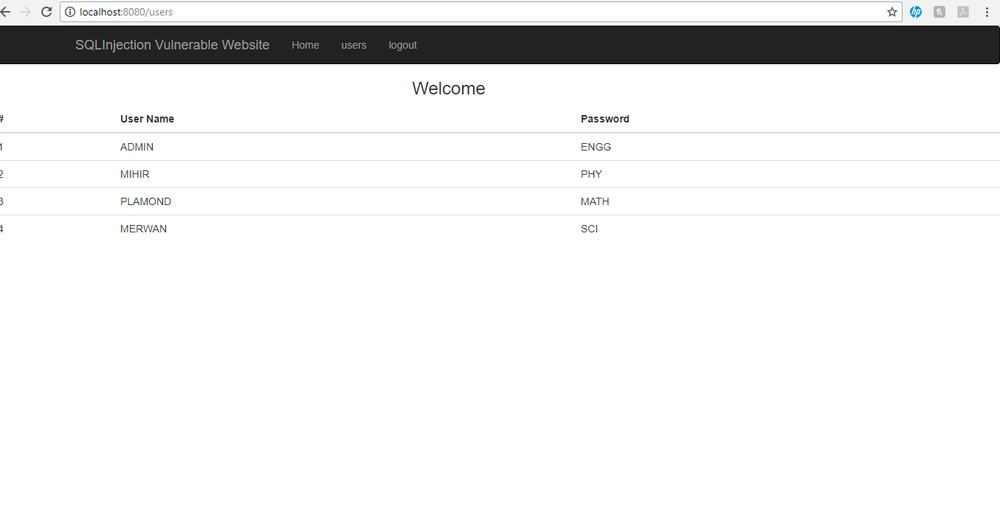 localhost:8080/users
SQLInjection Vulnerable Website Home users logout
Welcome
# User Name Password
1 ADMIN ENGG
2 MIHIR PHY
3 PLAMOND MATH
4 MERWAN SCI